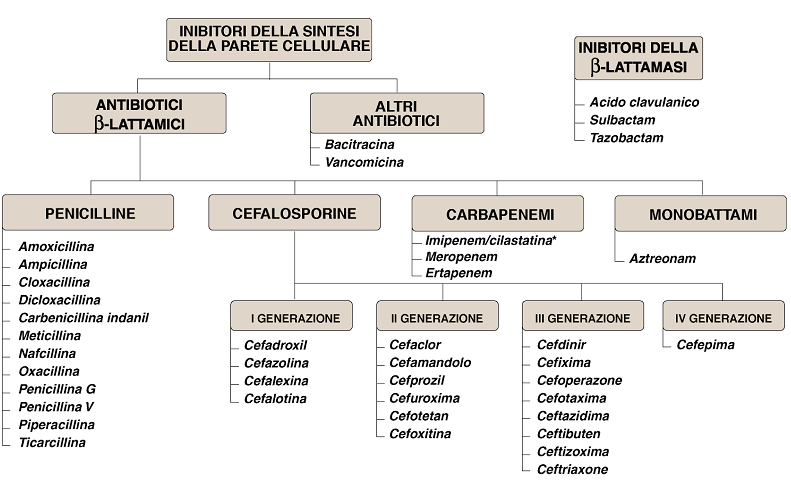 INIBITORI DELLA SINTESI
DELLA PARETE CELLULARE
INIBITORI DELLA
β-LATTAMASI
Acido clavulanico
Sulbactam
Tazobactam
ANTIBIOTICI
β-LATTAMICI
ALTRI
ANTIBIOTICI
Bacitracina
Vancomicina
PENICILLINE
Amoxicillina
Ampicillina
Cloxacillina
Dicloxacillina
Carbenicillina indanil
Meticillina
Nafcillina
Oxacillina
Penicillina G
Penicillina V
Piperacillina
Ticarcillina
CEFALOSPORINE
CARBAPENEMI
Imipenem/cilastatina*
Meropenem
Ertapenem
MONOBATTAMI
Aztreonam
I GENERAZIONE
Cefadroxil
Cefazolina
Cefalexina
Cefalotina
II GENERAZIONE
Cefaclor
Cefamandolo
Cefprozil
Cefuroxima
Cefotetan
Cefoxitina
III GENERAZIONE
Cefdinir
Cefixima
Cefoperazone
Cefotaxima
Ceftazidima
Ceftibuten
Ceftizoxima
Ceftriaxone
IV GENERAZIONE
Cefepima